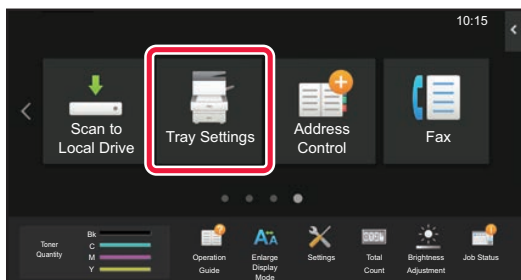 10:15
Scan to
Local Drive
Tray Settings
Address
Control
Fax
Toner
Quantity
Bk
C
M
Y
Operation
Guide
Enlarge
Display
Mode
Settings
Total
Count
Brightness
Adjustment
Job Status